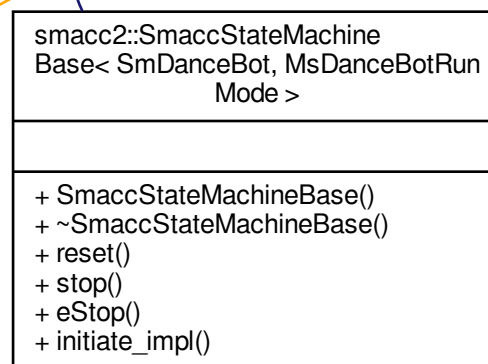 smacc2::SmaccStateMachine
Base< SmDanceBot, MsDanceBotRun
Mode >
+ SmaccStateMachineBase()
+ ~SmaccStateMachineBase()
+ reset()
+ stop()
+ eStop()
+ initiate_impl()